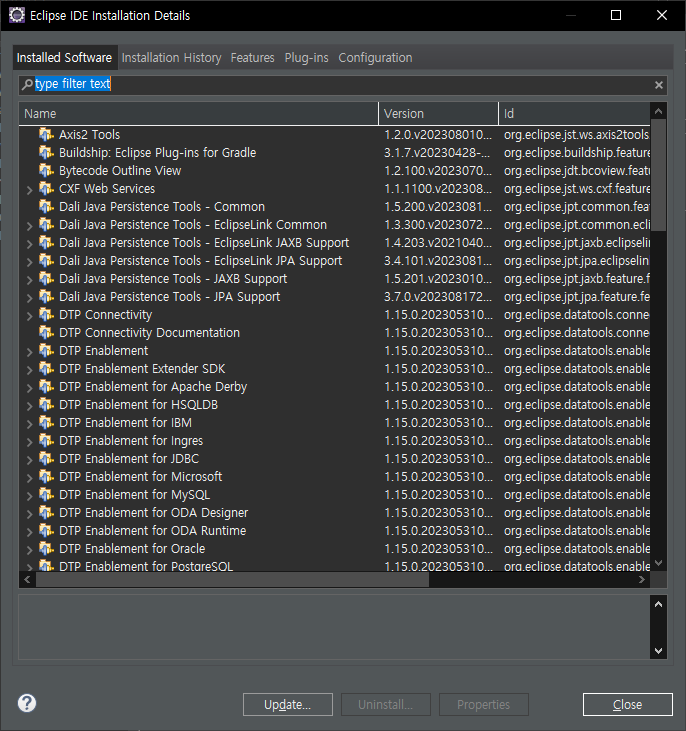 Eclipse IDE Installation Details
Installed Software Installation History Features Plug-ins Configuration
type filter text
Name Version Id
Axis2 Tools 1.2.0.v202308010... org.eclipse.jst.ws.axis2tools.
Buildship: Eclipse Plug-ins for Gradle 3.1.7.v20230428-... org.eclipse.buildship.feature
Bytecode Outline View 1.2.100.v2023070... org.eclipse.jdt.bcoview.featur
CXF Web Services 1.1.1100.v202308... org.eclipse.jst.ws.cxf.feature
Dali Java Persistence Tools - Common 1.5.200.v2023081... org.eclipse.jpt.common.feat
Dali Java Persistence Tools - EclipseLink Common 1.3.300.v2023072... org.eclipse.jpt.common.ecli
Dali Java Persistence Tools - EclipseLink JAXB Support 1.4.203.v2021040... org.eclipse.jpt.jaxb.eclipselin
Dali Java Persistence Tools - EclipseLink JPA Support 3.4.101.v2023081... org.eclipse.jpt.jpa.eclipselin
Dali Java Persistence Tools - JAXB Support 1.5.201.v2023010... org.eclipse.jpt.jaxb.feature.f
Dali Java Persistence Tools - JPA Support 3.7.0.v202308172... org.eclipse.jpt.jpa.feature.fe
DTP Connectivity 1.15.0.202305310... org.eclipse.datatools.conne
DTP Connectivity Documentation 1.15.0.202305310... org.eclipse.datatools.conne
DTP Enablement 1.15.0.202305310... org.eclipse.datatools.enable
DTP Enablement Extender SDK 1.15.0.202305310... org.eclipse.datatools.enable
DTP Enablement for Apache Derby 1.15.0.202305310... org.eclipse.datatools.enable
DTP Enablement for HSQLDB 1.15.0.202305310... org.eclipse.datatools.enable
DTP Enablement for IBM 1.15.0.202305310... org.eclipse.datatools.enable
DTP Enablement for Ingres 1.15.0.202305310... org.eclipse.datatools.enable
DTP Enablement for JDBC 1.15.0.202305310... org.eclipse.datatools.enable
DTP Enablement for Microsoft 1.15.0.202305310... org.eclipse.datatools.enable
DTP Enablement for MySQL 1.15.0.202305310... org.eclipse.datatools.enable
DTP Enablement for ODA Designer 1.15.0.202305310... org.eclipse.datatools.enable
DTP Enablement for ODA Runtime 1.15.0.202305310... org.eclipse.datatools.enable
DTP Enablement for Oracle 1.15.0.202305310... org.eclipse.datatools.enable
DTP Enablement for PostgreSQL 1.15.0.202305310... org.eclipse.datatools.enable
Update... Uninstall... Properties Close